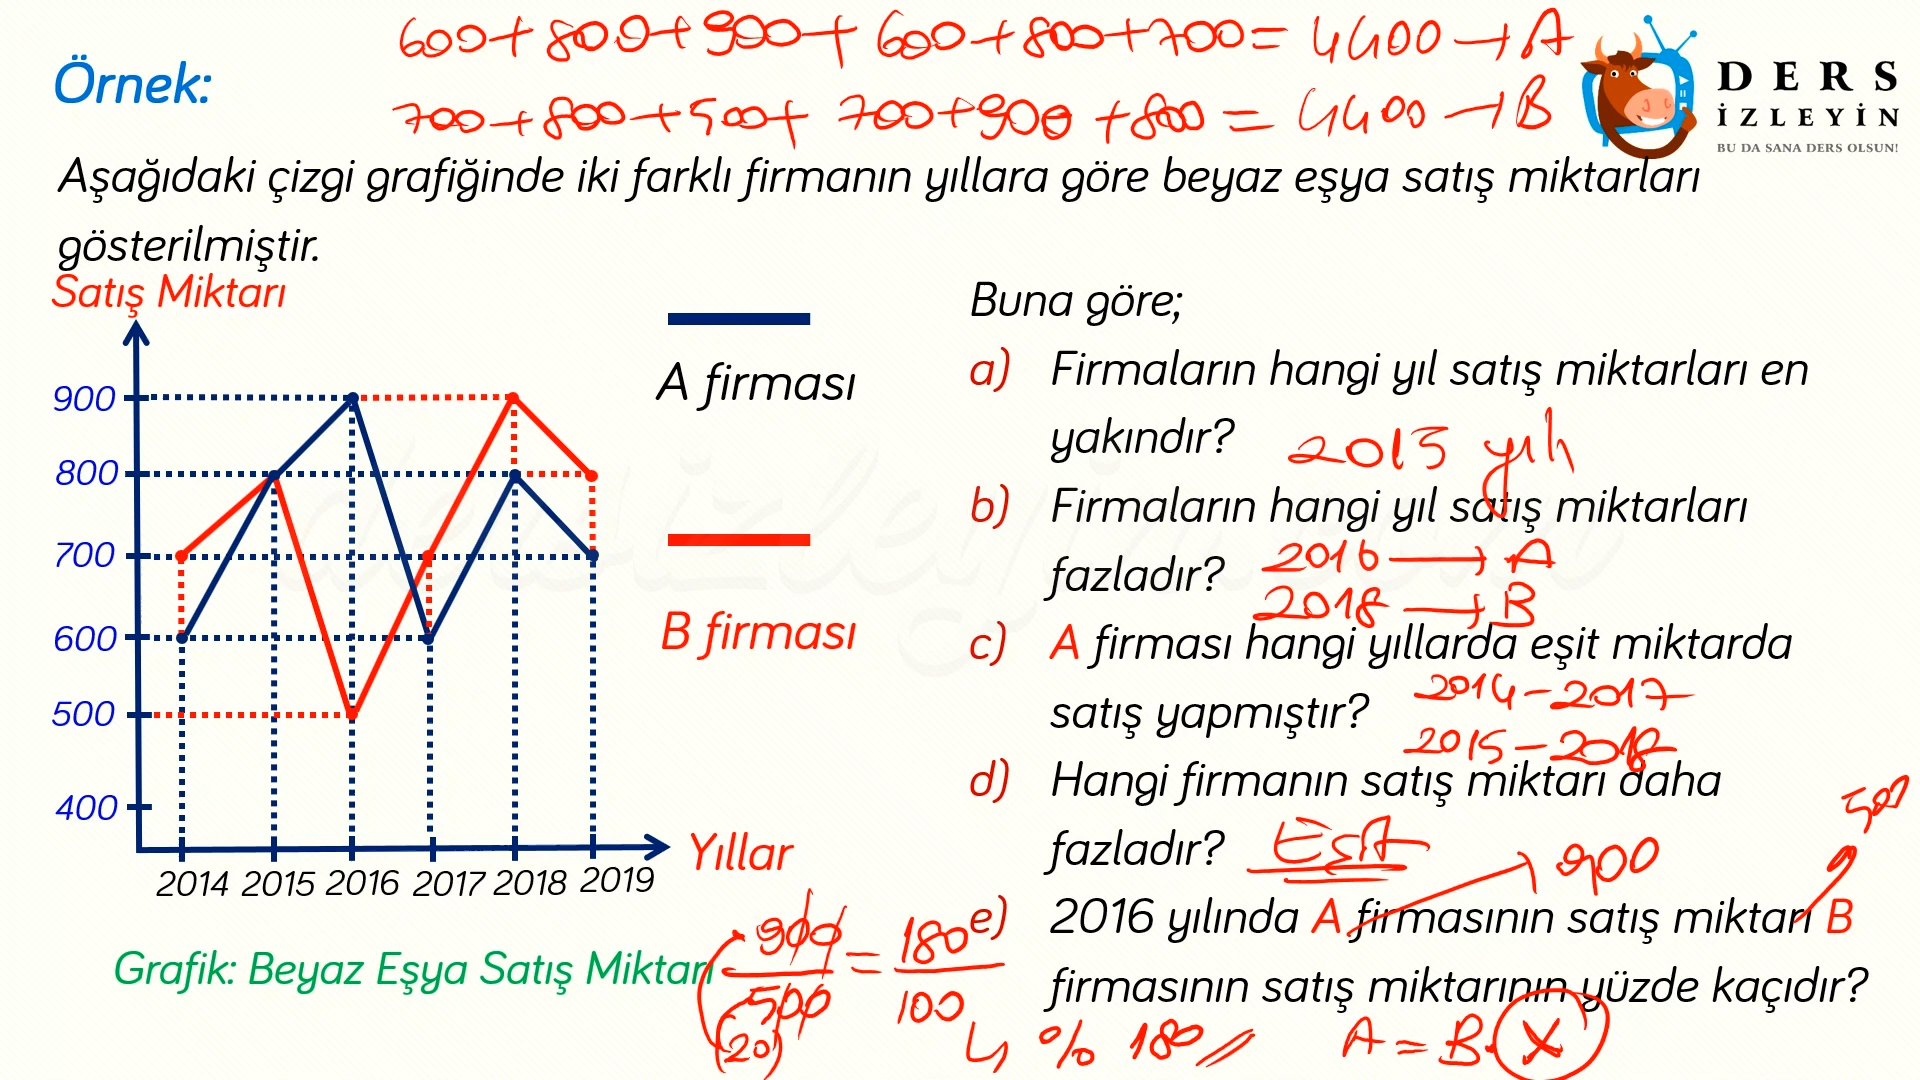 600+800+900+600+800+700=4400→A
Örnek:
700+800+500+700+900+800=4400→B
DERS
İZLEYİN
BU DA SANA DERS OLSUN!
Aşağıdaki çizgi grafiğinde iki farklı firmanın yıllara göre beyaz eşya satış miktarları
gösterilmiştir.
Satış Miktarı
900
800
700
600
500
400
2014 2015 2016 2017 2018 2019
Yıllar
Grafik: Beyaz Eşya Satış Miktarı
A firması
B firması
Buna göre;
a) Firmaların hangi yıl satış miktarları en
yakındır? 2015 yılı
b) Firmaların hangi yıl satış miktarları
fazladır? 2016→A
2018→B
c) A firması hangi yıllarda eşit miktarda
satış yapmıştır? 2014-2017
2015-2018
d) Hangi firmanın satış miktarı daha
fazladır? Eşit
900
500
e) 2016 yılında A firmasının satış miktarı B
firmasının satış miktarının yüzde kaçıdır?
900/500=180/100
(20)
% 180
A=B.X
dersizleyin.com